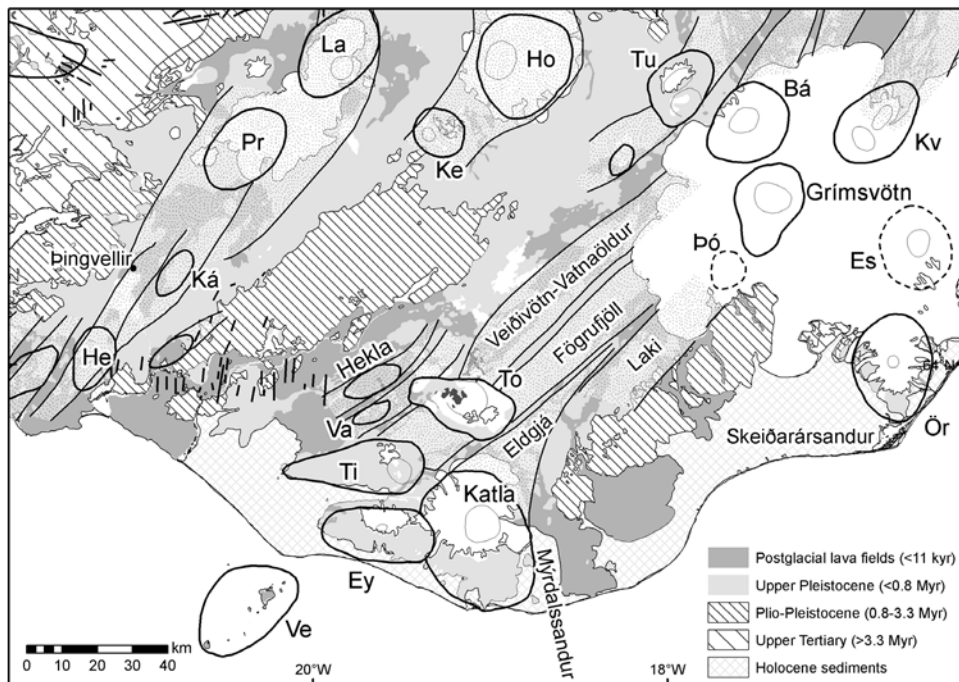 La
Ho
Tu
Bá
Pr
Ke
Kv
Grímsvötn
Þó
Es
Þingvellir
Ká
Veiðivötn-Vatnaöldur
Fögrufjöll
Laki
He
Hekla
Tö
64°N
Va
Eldgjá
Skeiðarársandur
Ör
Ti
Katla
Ey
Mýrdalssandur
Ve
Postglacial lava fields (<11 kyr)
Upper Pleistocene (<0.8 Myr)
Plio-Pleistocene (0.8-3.3 Myr)
Upper Tertiary (>3.3 Myr)
Holocene sediments
km
0 10 20 30 40
20°W
18°W